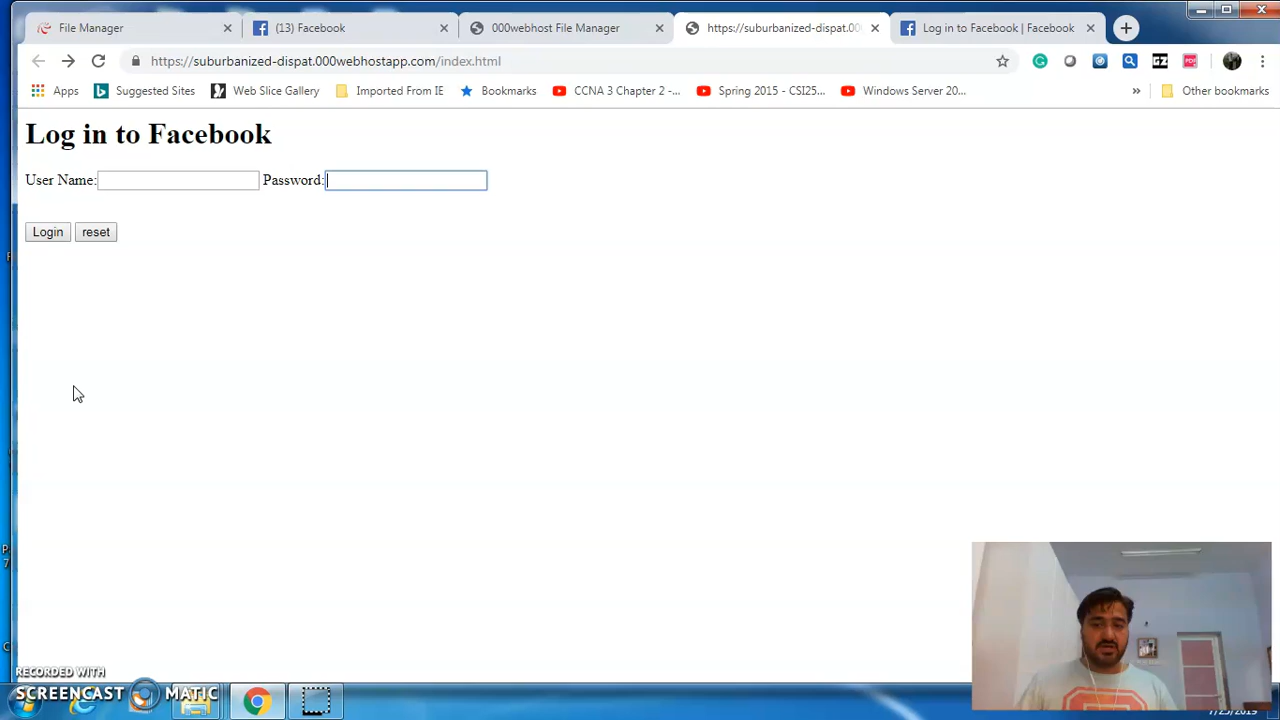 File Manager
(13) Facebook
000webhost File Manager
https://suburbanized-dispat.00
Log in to Facebook | Facebook
https://suburbanized-dispat.000webhostapp.com/index.html
Apps
Suggested Sites
Web Slice Gallery
Imported From IE
Bookmarks
CCNA 3 Chapter 2 -...
Spring 2015 - CSI25...
Windows Server 20...
»
Other bookmarks
GZ
PDF
Log in to Facebook
User Name:
Password:
Login
reset
RECORDED WITH
SCREENCAST MATIC